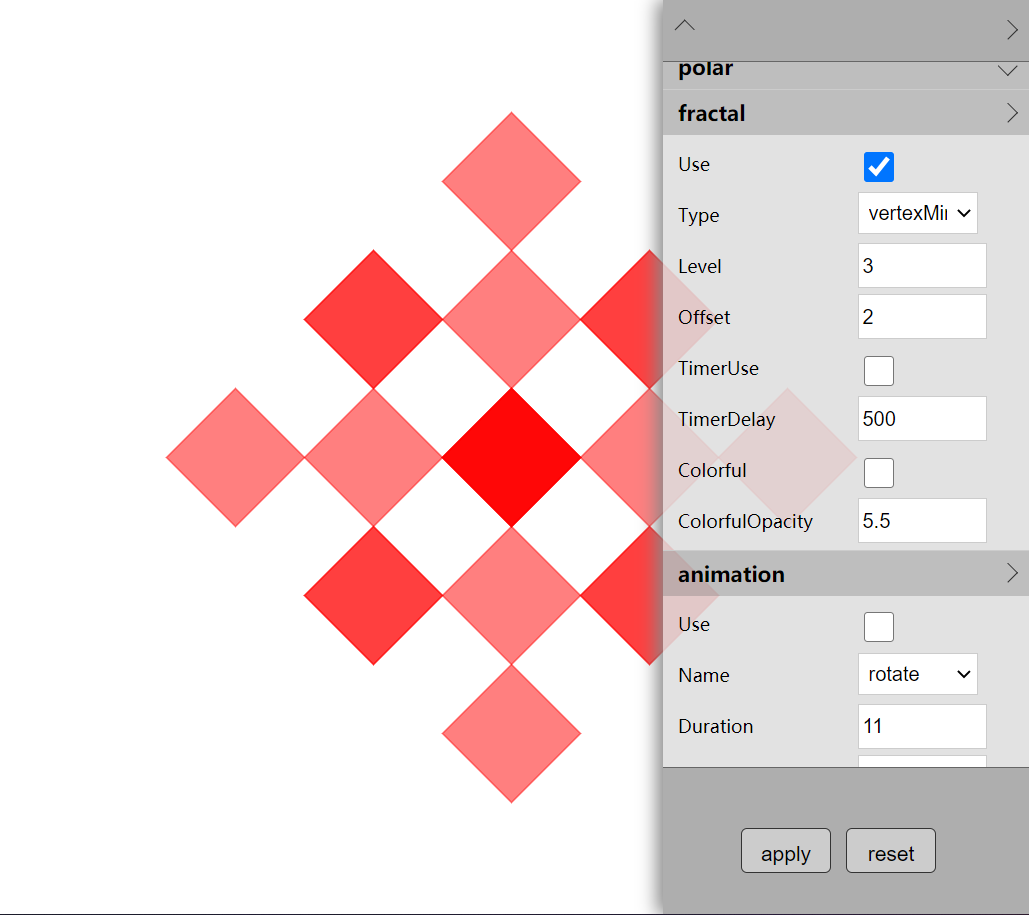 polar
fractal
Use
Type vertexMi
Level 3
Offset 2
TimerUse
TimerDelay 500
Colorful
ColorfulOpacity 5.5
animation
Use
Name rotate
Duration 11
apply reset